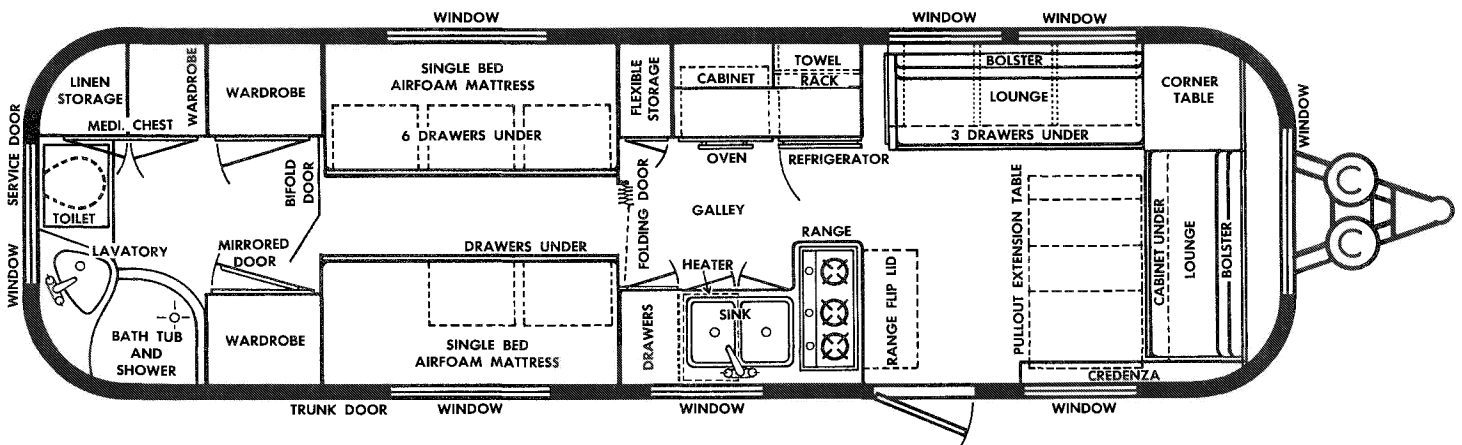 WINDOW
WINDOW
WINDOW
LINEN
STORAGE
WARDROBE
WARDROBE
SINGLE BED
AIRFOAM MATTRESS
6 DRAWERS UNDER
FLEXIBLE
STORAGE
CABINET
TOWEL
RACK
BOLSTER
LOUNGE
3 DRAWERS UNDER
CORNER
TABLE
WINDOW
SERVICE DOOR
MEDI. CHEST
OVEN
REFRIGERATOR
BIFOLD
DOOR
TOILET
FOLDING DOOR
GALLEY
PULLOUT EXTENSION TABLE
CABINET UNDER
LOUNGE
BOLSTER
WINDOW
LAVATORY
MIRRORED
DOOR
DRAWERS UNDER
RANGE
HEATER
RANGE FLIP LID
DRAWERS
SINK
BATH TUB
AND
SHOWER
WARDROBE
SINGLE BED
AIRFOAM MATTRESS
CREDENZA
TRUNK DOOR
WINDOW
WINDOW
WINDOW